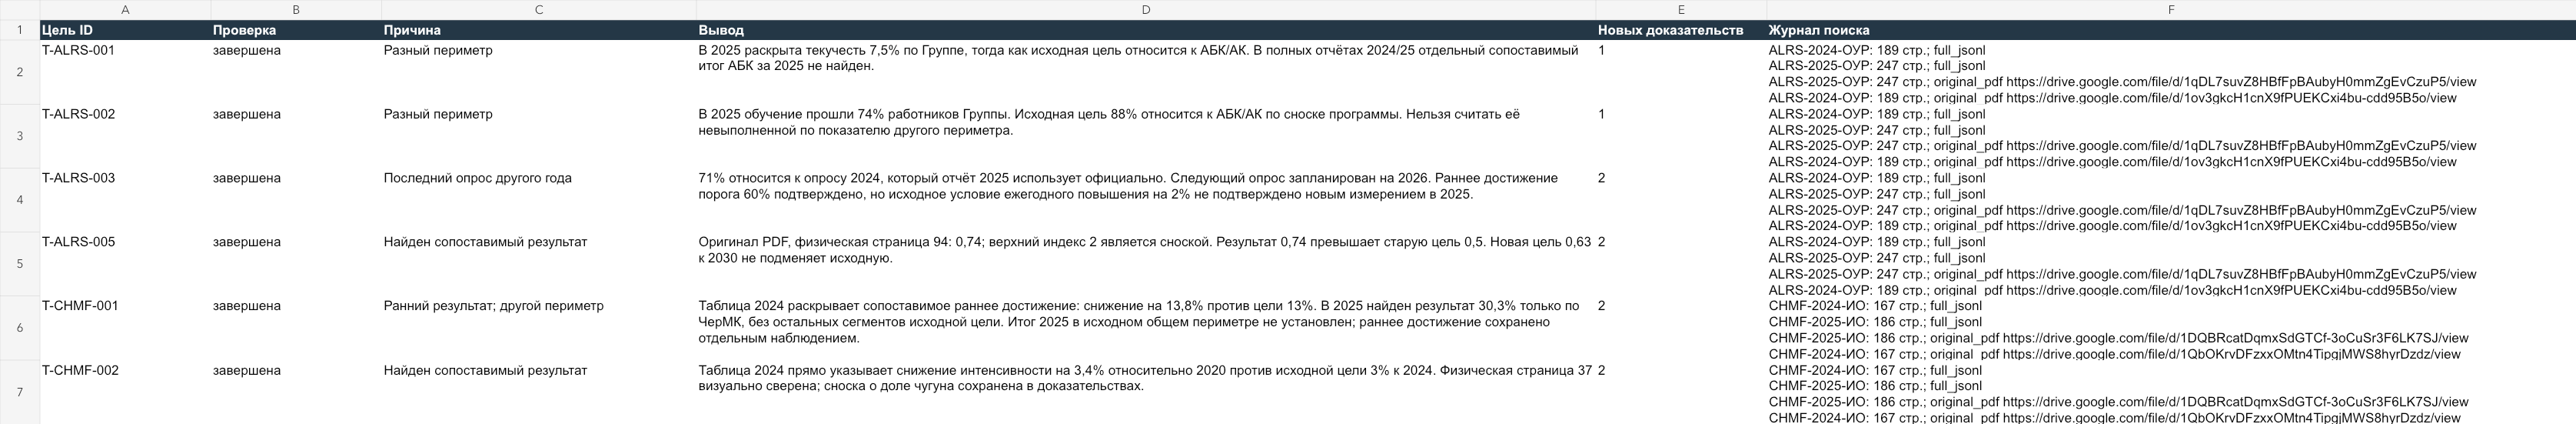 A B C D E F
1 Цель ID Проверка Причина Вывод Новых доказательств Журнал поиска
2 T-ALRS-001 завершена Разный периметр В 2025 раскрыта текучесть 7,5% по Группе, тогда как исходная цель относится к АБК/АК. В полных отчётах 2024/25 отдельный сопоставимый 1 ALRS-2024-ОУР: 189 стр.; full_jsonl
итог АБК за 2025 не найден. ALRS-2025-ОУР: 247 стр.; full_jsonl
ALRS-2025-ОУР: 247 стр.; original_pdf https://drive.google.com/file/d/1qDL7suvZ8HBfFpBAubyH0mmZgEvCzuP5/view
ALRS-2024-ОУР: 189 стр.; original_pdf https://drive.google.com/file/d/1ov3gkcH1cnX9fPUEKCxi4bu-cdd95B5o/view
3 T-ALRS-002 завершена Разный периметр В 2025 обучение прошли 74% работников Группы. Исходная цель 88% относится к АБК/АК по сноске программы. Нельзя считать её 1 ALRS-2024-ОУР: 189 стр.; full_jsonl
невыполненной по показателю другого периметра. ALRS-2025-ОУР: 247 стр.; full_jsonl
ALRS-2025-ОУР: 247 стр.; original_pdf https://drive.google.com/file/d/1qDL7suvZ8HBfFpBAubyH0mmZgEvCzuP5/view
ALRS-2024-ОУР: 189 стр.; original_pdf https://drive.google.com/file/d/1ov3gkcH1cnX9fPUEKCxi4bu-cdd95B5o/view
4 T-ALRS-003 завершена Последний опрос другого года 71% относится к опросу 2024, который отчёт 2025 использует официально. Следующий опрос запланирован на 2026. Раннее достижение 2 ALRS-2024-ОУР: 189 стр.; full_jsonl
порога 60% подтверждено, но исходное условие ежегодного повышения на 2% не подтверждено новым измерением в 2025. ALRS-2025-ОУР: 247 стр.; full_jsonl
ALRS-2025-ОУР: 247 стр.; original_pdf https://drive.google.com/file/d/1qDL7suvZ8HBfFpBAubyH0mmZgEvCzuP5/view
ALRS-2024-ОУР: 189 стр.; original_pdf https://drive.google.com/file/d/1ov3gkcH1cnX9fPUEKCxi4bu-cdd95B5o/view
5 T-ALRS-005 завершена Найден сопоставимый результат Оригинал PDF, физическая страница 94: 0,74; верхний индекс 2 является сноской. Результат 0,74 превышает старую цель 0,5. Новая цель 0,63 2 ALRS-2024-ОУР: 189 стр.; full_jsonl
к 2030 не подменяет исходную. ALRS-2025-ОУР: 247 стр.; full_jsonl
ALRS-2025-ОУР: 247 стр.; original_pdf https://drive.google.com/file/d/1qDL7suvZ8HBfFpBAubyH0mmZgEvCzuP5/view
ALRS-2024-ОУР: 189 стр.; original_pdf https://drive.google.com/file/d/1ov3gkcH1cnX9fPUEKCxi4bu-cdd95B5o/view
6 T-CHMF-001 завершена Ранний результат; другой периметр Таблица 2024 раскрывает сопоставимое раннее достижение: снижение на 13,8% против цели 13%. В 2025 найден результат 30,3% только по 2 CHMF-2024-ИО: 167 стр.; full_jsonl
ЧерМК, без остальных сегментов исходной цели. Итог 2025 в исходном общем периметре не установлен; раннее достижение сохранено CHMF-2025-ИО: 186 стр.; full_jsonl
отдельным наблюдением. CHMF-2025-ИО: 186 стр.; original_pdf https://drive.google.com/file/d/1DQBRcatDqmxSdGTCf-3oCuSr3F6LK7SJ/view
CHMF-2024-ИО: 167 стр.; original_pdf https://drive.google.com/file/d/1QbOKrvDFzxxOMtn4TipgjMWS8hyrDzdz/view
7 T-CHMF-002 завершена Найден сопоставимый результат Таблица 2024 прямо указывает снижение интенсивности на 3,4% относительно 2020 против исходной цели 3% к 2024. Физическая страница 37 2 CHMF-2024-ИО: 167 стр.; full_jsonl
визуально сверена; сноска о доле чугуна сохранена в доказательствах. CHMF-2025-ИО: 186 стр.; full_jsonl
CHMF-2025-ИО: 186 стр.; original_pdf https://drive.google.com/file/d/1DQBRcatDqmxSdGTCf-3oCuSr3F6LK7SJ/view
CHMF-2024-ИО: 167 стр.; original_pdf https://drive.google.com/file/d/1QbOKrvDFzxxOMtn4TipgjMWS8hyrDzdz/view